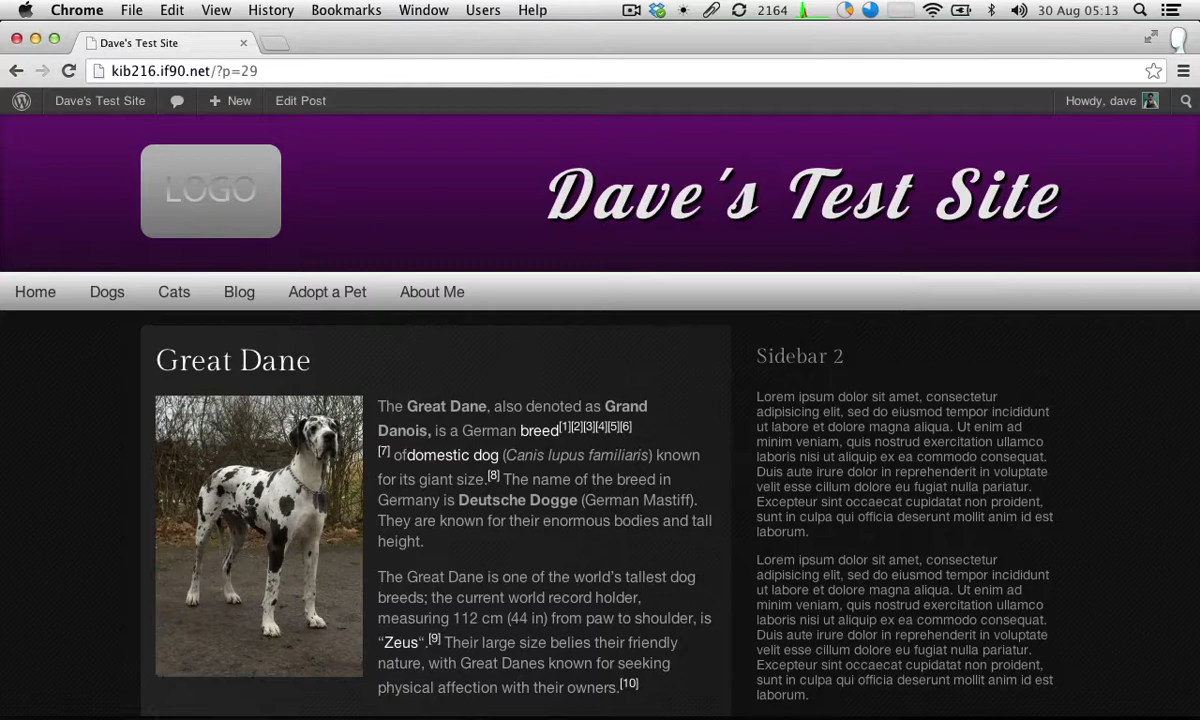 Chrome File Edit View History Bookmarks Window Users Help 2164 30 Aug 05:13
Dave's Test Site
kib216.if90.net/?p=29
Dave's Test Site New Edit Post Howdy, dave
LOGO
Dave's Test Site
Home Dogs Cats Blog Adopt a Pet About Me
Great Dane
The Great Dane, also denoted as Grand
Danois, is a German breed[1][2][3][4][5][6]
[7] ofdomestic dog (Canis lupus familiaris) known
for its giant size.[8] The name of the breed in
Germany is Deutsche Dogge (German Mastiff).
They are known for their enormous bodies and tall
height.
The Great Dane is one of the world's tallest dog
breeds; the current world record holder,
measuring 112 cm (44 in) from paw to shoulder, is
“Zeus“.[9] Their large size belies their friendly
nature, with Great Danes known for seeking
physical affection with their owners.[10]
Sidebar 2
Lorem ipsum dolor sit amet, consectetur
adipisicing elit, sed do eiusmod tempor incididunt
ut labore et dolore magna aliqua. Ut enim ad
minim veniam, quis nostrud exercitation ullamco
laboris nisi ut aliquip ex ea commodo consequat.
Duis aute irure dolor in reprehenderit in voluptate
velit esse cillum dolore eu fugiat nulla pariatur.
Excepteur sint occaecat cupidatat non proident,
sunt in culpa qui officia deserunt mollit anim id est
laborum.
Lorem ipsum dolor sit amet, consectetur
adipisicing elit, sed do eiusmod tempor incididunt
ut labore et dolore magna aliqua. Ut enim ad
minim veniam, quis nostrud exercitation ullamco
laboris nisi ut aliquip ex ea commodo consequat.
Duis aute irure dolor in reprehenderit in voluptate
velit esse cillum dolore eu fugiat nulla pariatur.
Excepteur sint occaecat cupidatat non proident,
sunt in culpa qui officia deserunt mollit anim id est
laborum.